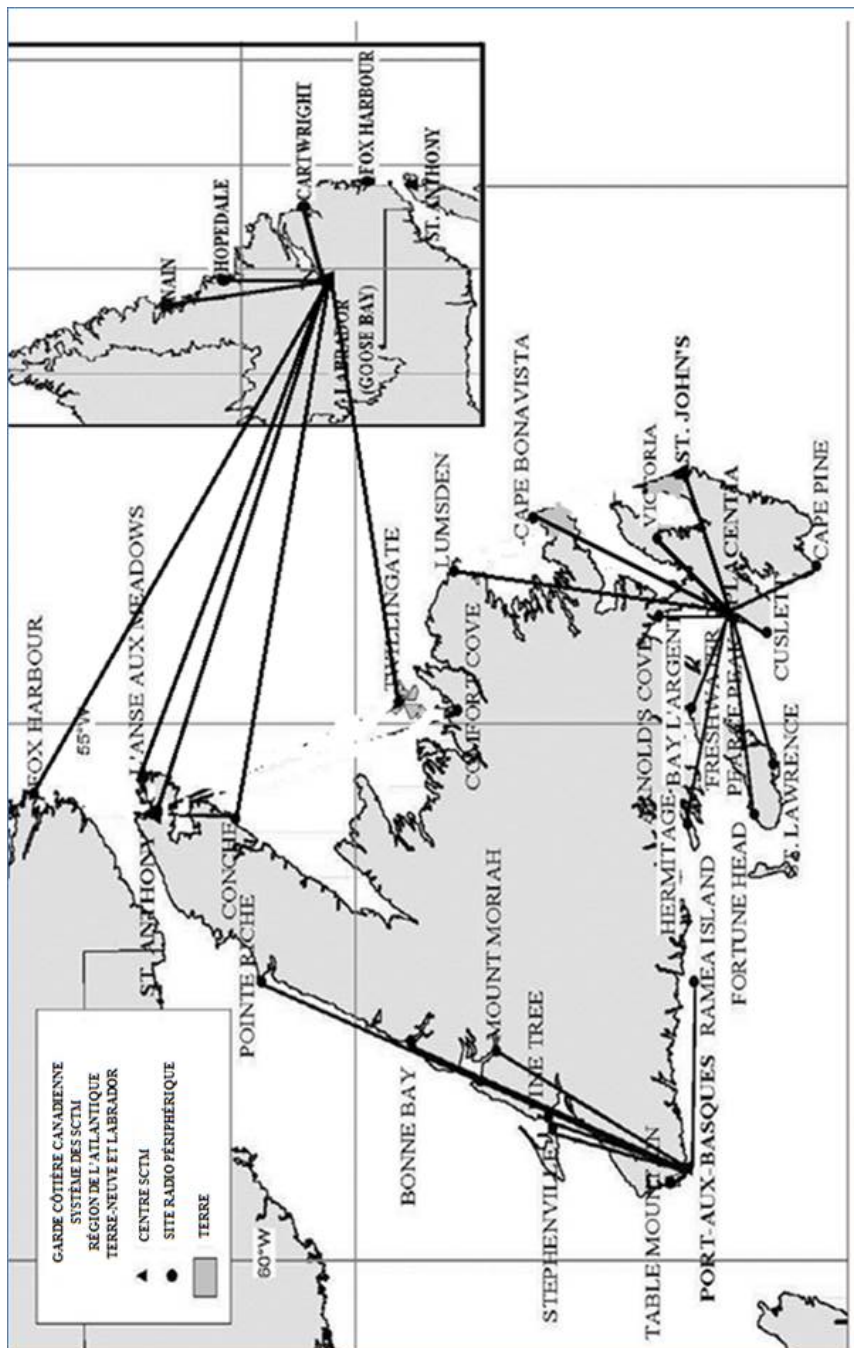 GARDE CÔTIÈRE CANADIENNE
SYSTÈME DES SCTM
RÉGION DE L'ATLANTIQUE
TERRE-NEUVE ET LABRADOR
CENTRE SCTM
SITE RADIO PÉRIPHÉRIQUE
TERRE
NAIN
HOPEDALE
CARTWRIGHT
FOX HARBOUR
ST. ANTHONY
LABRADOR
(GOOSE BAY)
FOX HARBOUR
55°W
L'ANSE AUX MEADOWS
ST. ANTHONY
CONCHE
POINTE RICHE
TWILLINGATE
LUMSDEN
COMFORT COVE
CAPE BONAVISTA
BONNE BAY
MOUNT MORIAH
PINE TREE
STEPHENVILLE
TABLE MOUNTAIN
PORT-AUX-BASQUES
RAMEA ISLAND
60°W
HERMITAGE
ARNOLD'S COVE
BAY L'ARGENT
FRESHWATER
PEARCE PEAK
FORTUNE HEAD
ST. LAWRENCE
VICTORIA
ST. JOHN'S
PLACENTIA
CUSLETT
CAPE PINE